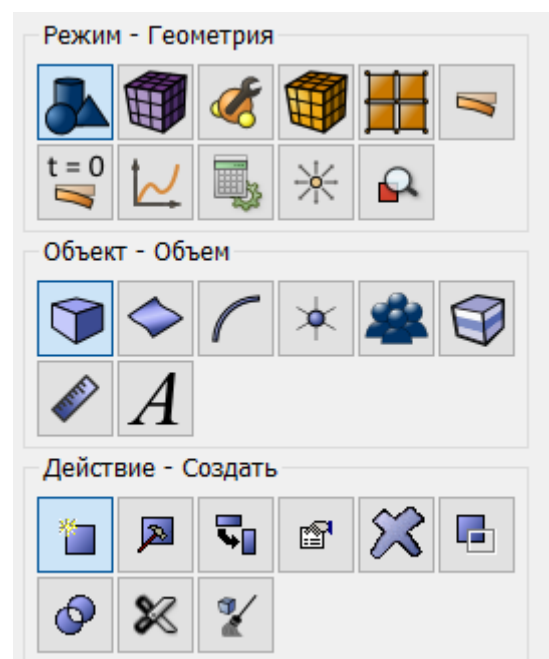 Режим - Геометрия
t = 0
Объект - Объем
A
Действие - Создать